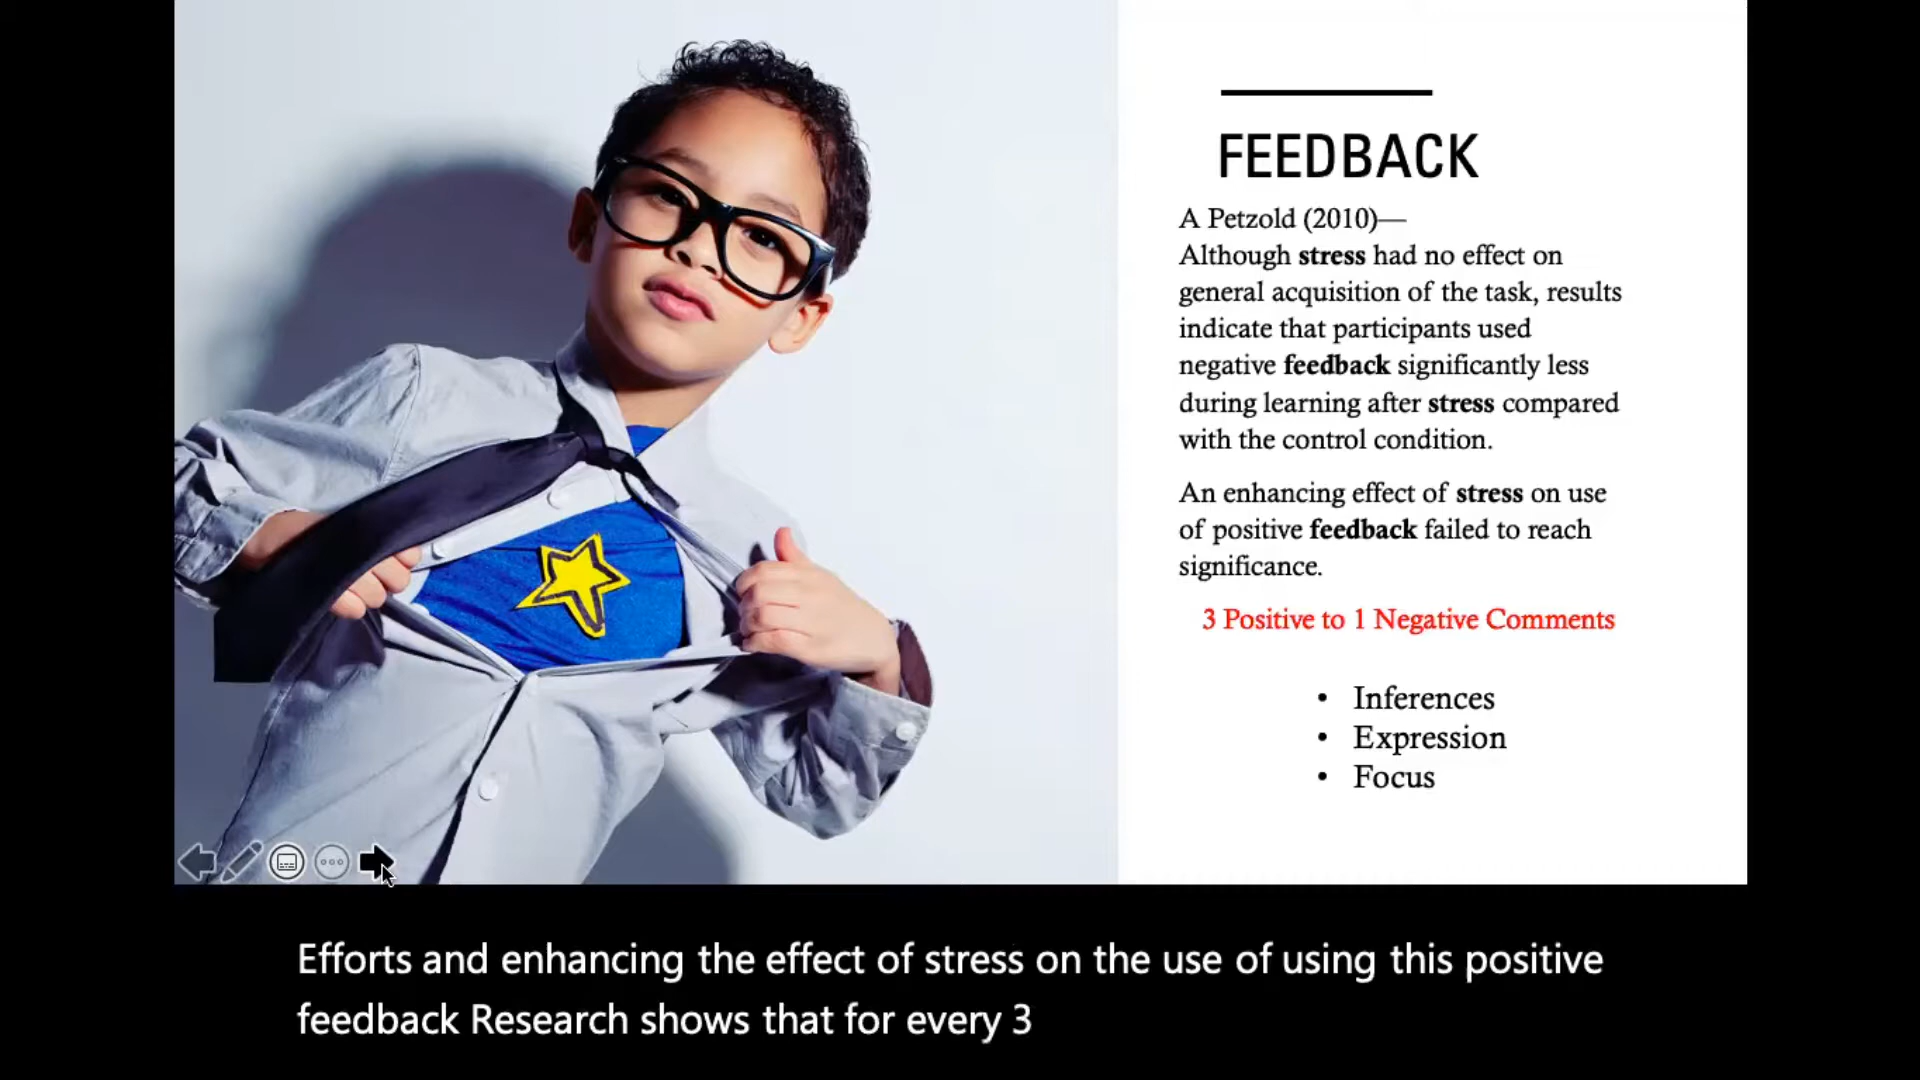 FEEDBACK
A Petzold (2010)—
Although stress had no effect on
general acquisition of the task, results
indicate that participants used
negative feedback significantly less
during learning after stress compared
with the control condition.
An enhancing effect of stress on use
of positive feedback failed to reach
significance.
3 Positive to 1 Negative Comments
• Inferences
• Expression
• Focus
Efforts and enhancing the effect of stress on the use of using this positive
feedback Research shows that for every 3